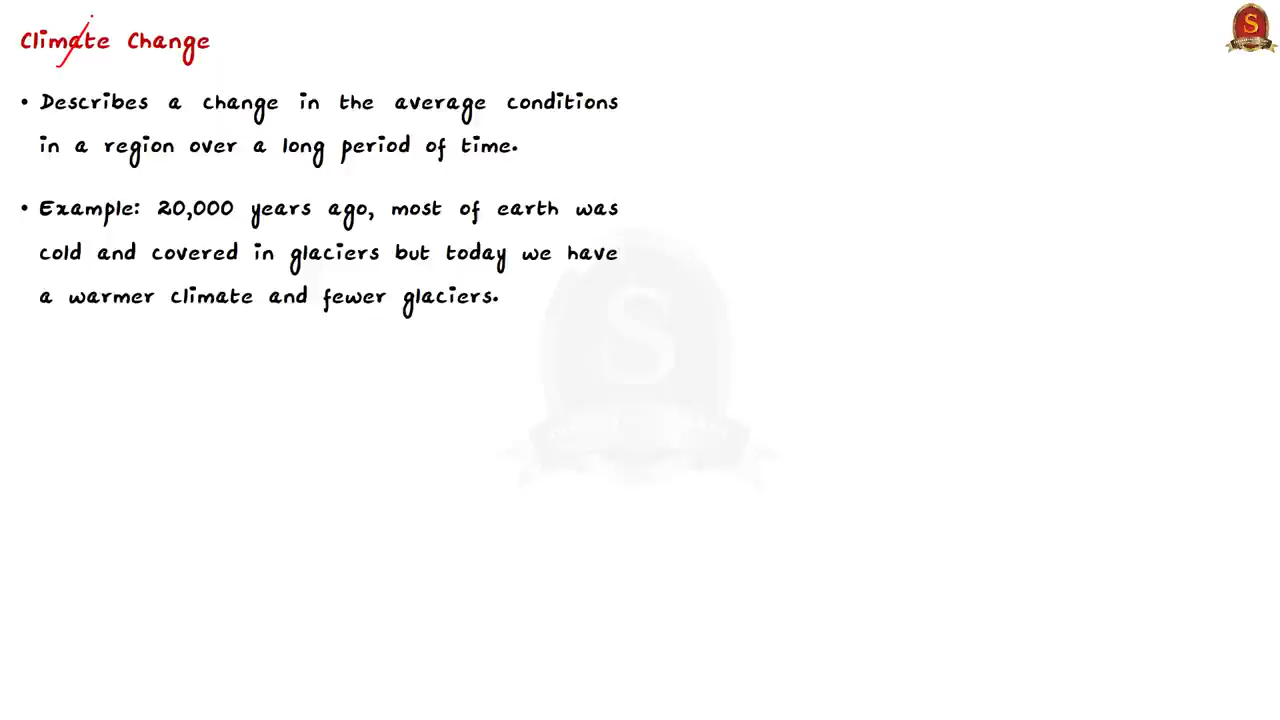 Climate Change
• Describes a change in the average conditions
in a region over a long period of time.
• Example: 20,000 years ago, most of earth was
cold and covered in glaciers but today we have
a warmer climate and fewer glaciers.
S
S